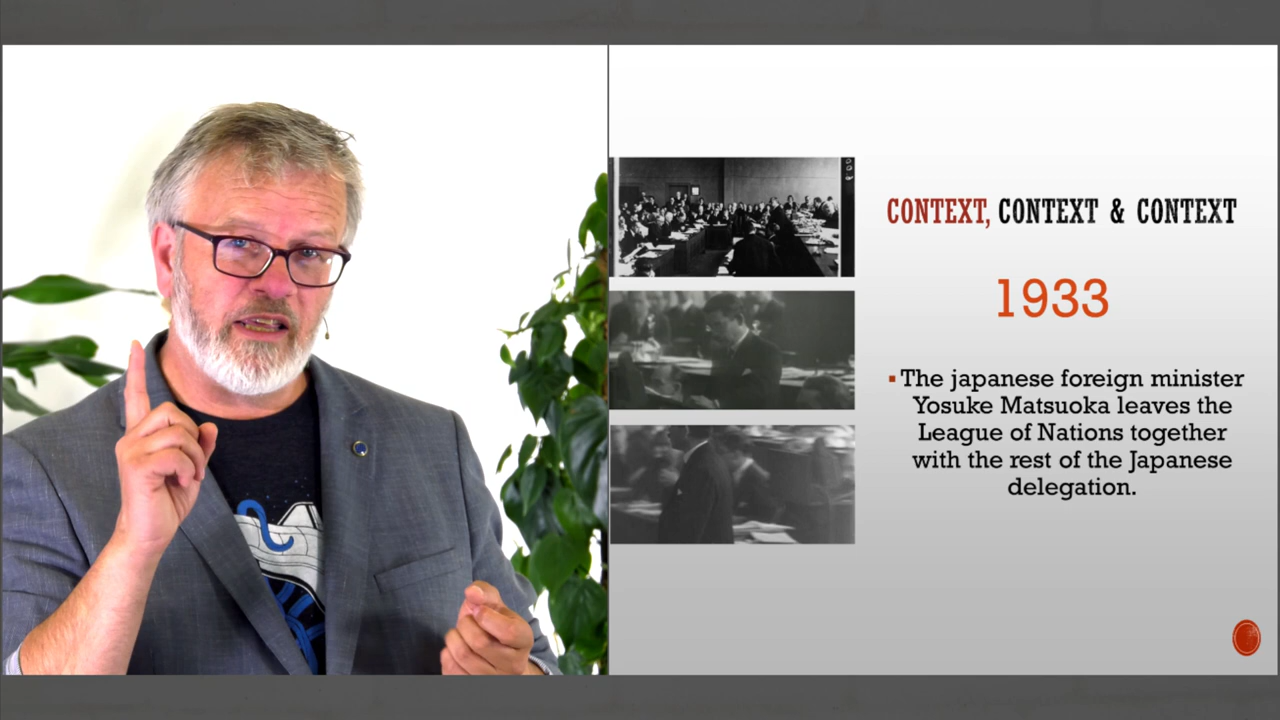 CONTEXT, CONTEXT & CONTEXT
1933
▪ The japanese foreign minister
Yosuke Matsuoka leaves the
League of Nations together
with the rest of the Japanese
delegation.